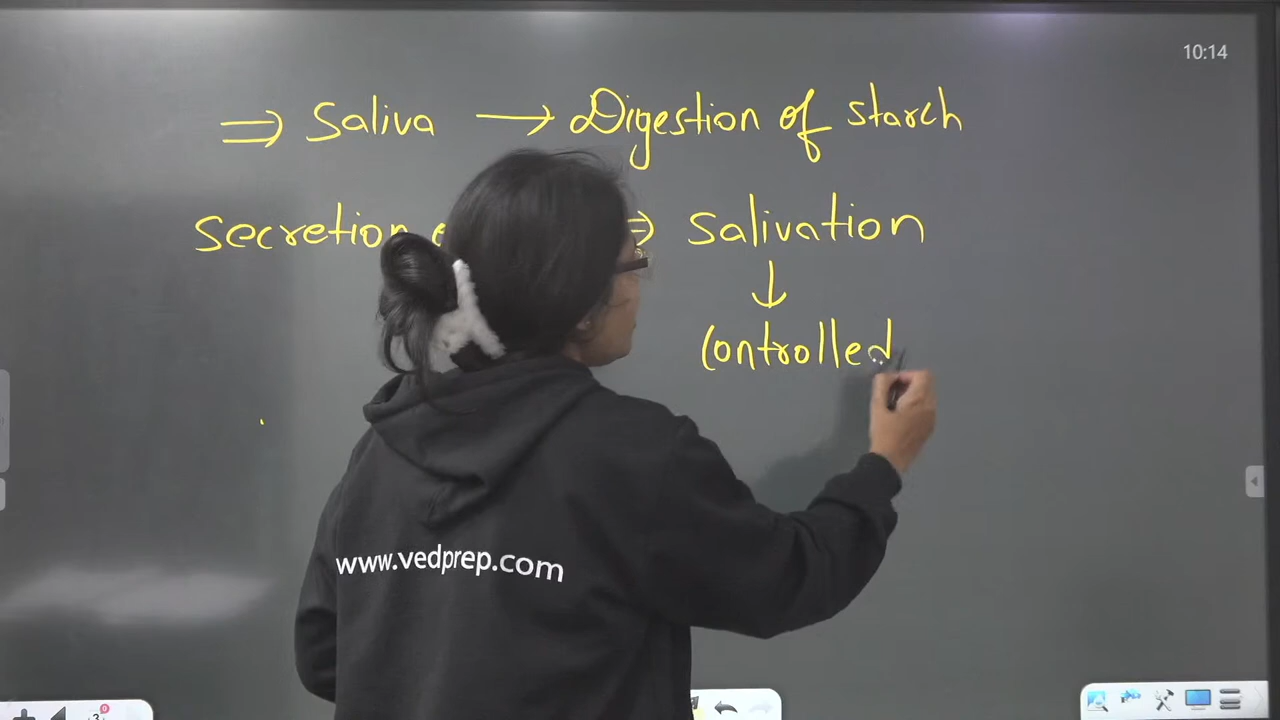 10:14
⇒ Saliva → Digestion of starch
Secretion ⇒ Salivation
↓
Controlled
www.vedprep.com